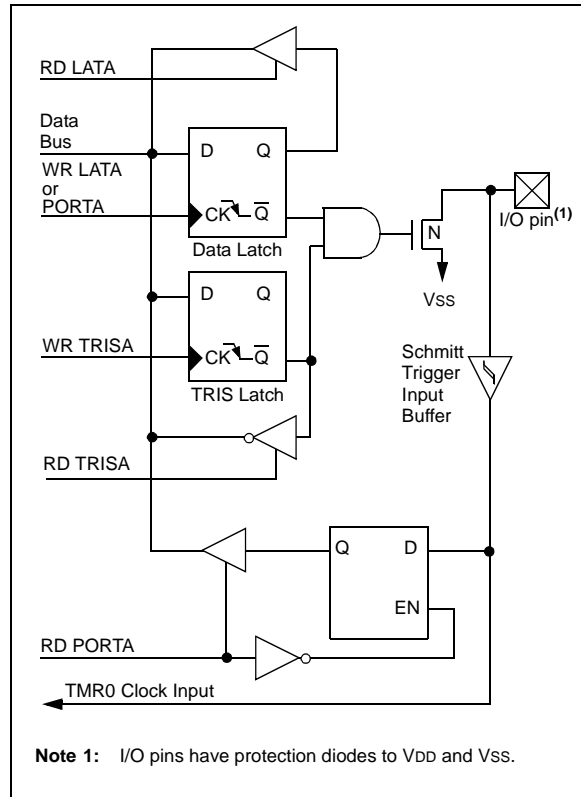 RD LATA
Data
Bus
WR LATA
or
PORTA
D Q
CK Q
Data Latch
D Q
CK Q
TRIS Latch
WR TRISA
RD TRISA
N
VSS
I/O pin(1)
Schmitt
Trigger
Input
Buffer
Q D
EN
RD PORTA
TMR0 Clock Input
Note 1: I/O pins have protection diodes to VDD and VSS.